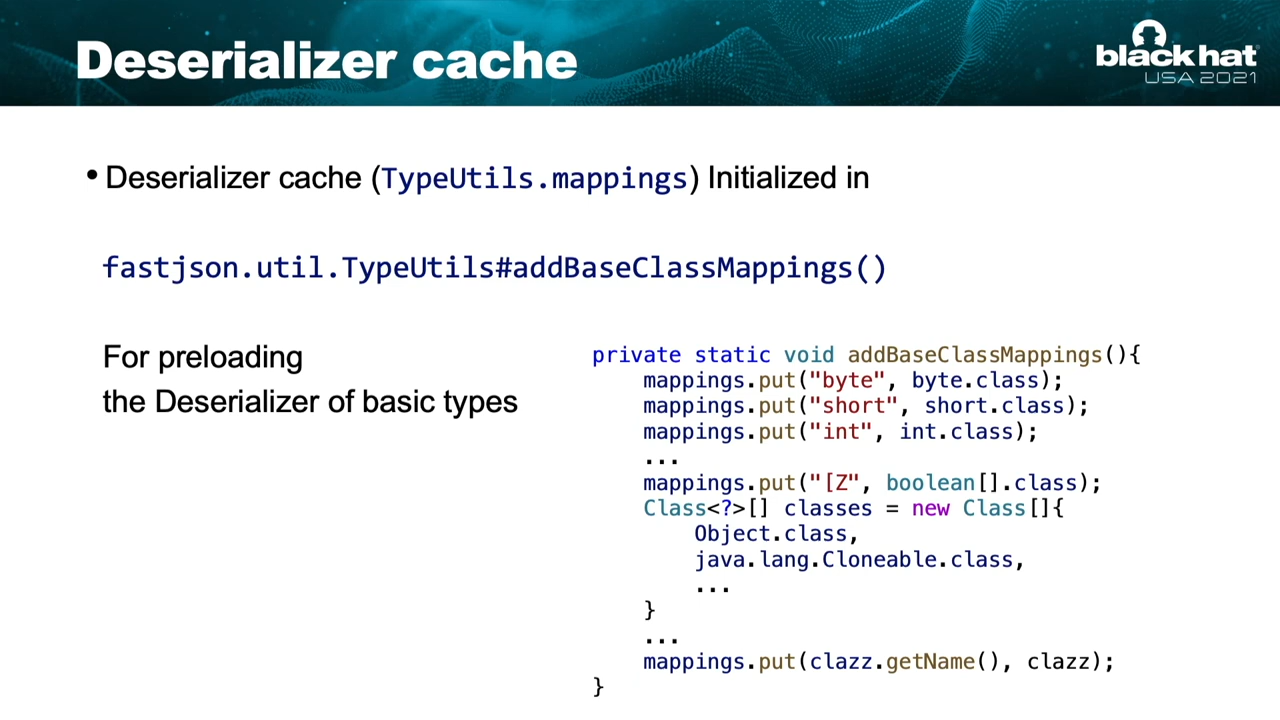 Deserializer cache
black hat
USA 2021
• Deserializer cache (TypeUtils.mappings) Initialized in
fastjson.util.TypeUtils#addBaseClassMappings()
For preloading
the Deserializer of basic types
private static void addBaseClassMappings(){
    mappings.put("byte", byte.class);
    mappings.put("short", short.class);
    mappings.put("int", int.class);
    ...
    mappings.put("[Z", boolean[].class);
    Class<?>[] classes = new Class[]{
        Object.class,
        java.lang.Cloneable.class,
        ...
    }
    ...
    mappings.put(clazz.getName(), clazz);
}